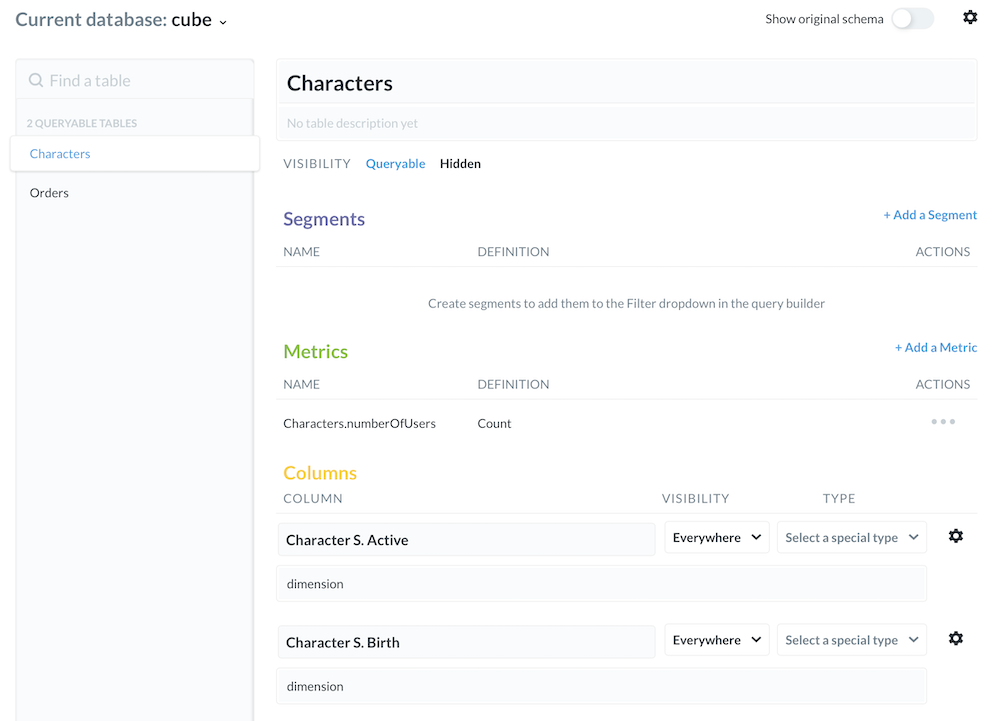 Current database: cube
Show original schema
Find a table
2 QUERYABLE TABLES
Characters
Orders
Characters
No table description yet
VISIBILITY Queryable Hidden
Segments
+ Add a Segment
NAME DEFINITION ACTIONS
Create segments to add them to the Filter dropdown in the query builder
Metrics
+ Add a Metric
NAME DEFINITION ACTIONS
Characters.numberOfUsers Count
Columns
COLUMN VISIBILITY TYPE
Character S. Active Everywhere Select a special type
dimension
Character S. Birth Everywhere Select a special type
dimension